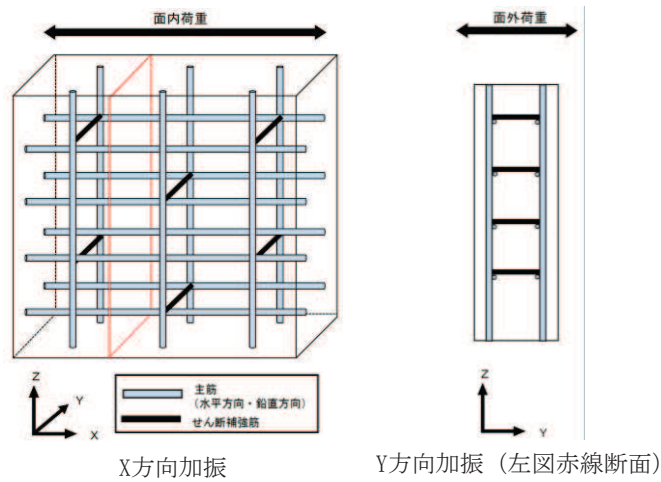 面内荷重
面外荷重
Z
Y
X
主筋
(水平方向・鉛直方向)
せん断補強筋
Z
Y
X方向加振
Y方向加振 (左図赤線断面)